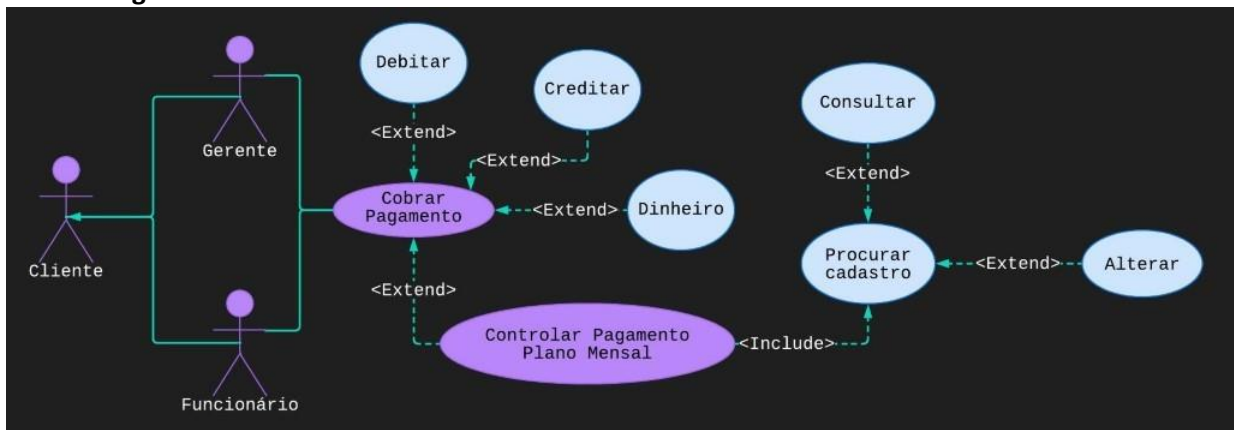 Debitar
Creditar
Consultar
<Extend>
Gerente
<Extend>
<Extend>
Cobrar
Pagamento
<Extend>
Dinheiro
Cliente
Procurar
cadastro
<Extend>
Alterar
<Extend>
Controlar Pagamento
Plano Mensal
<Include>
Funcionário